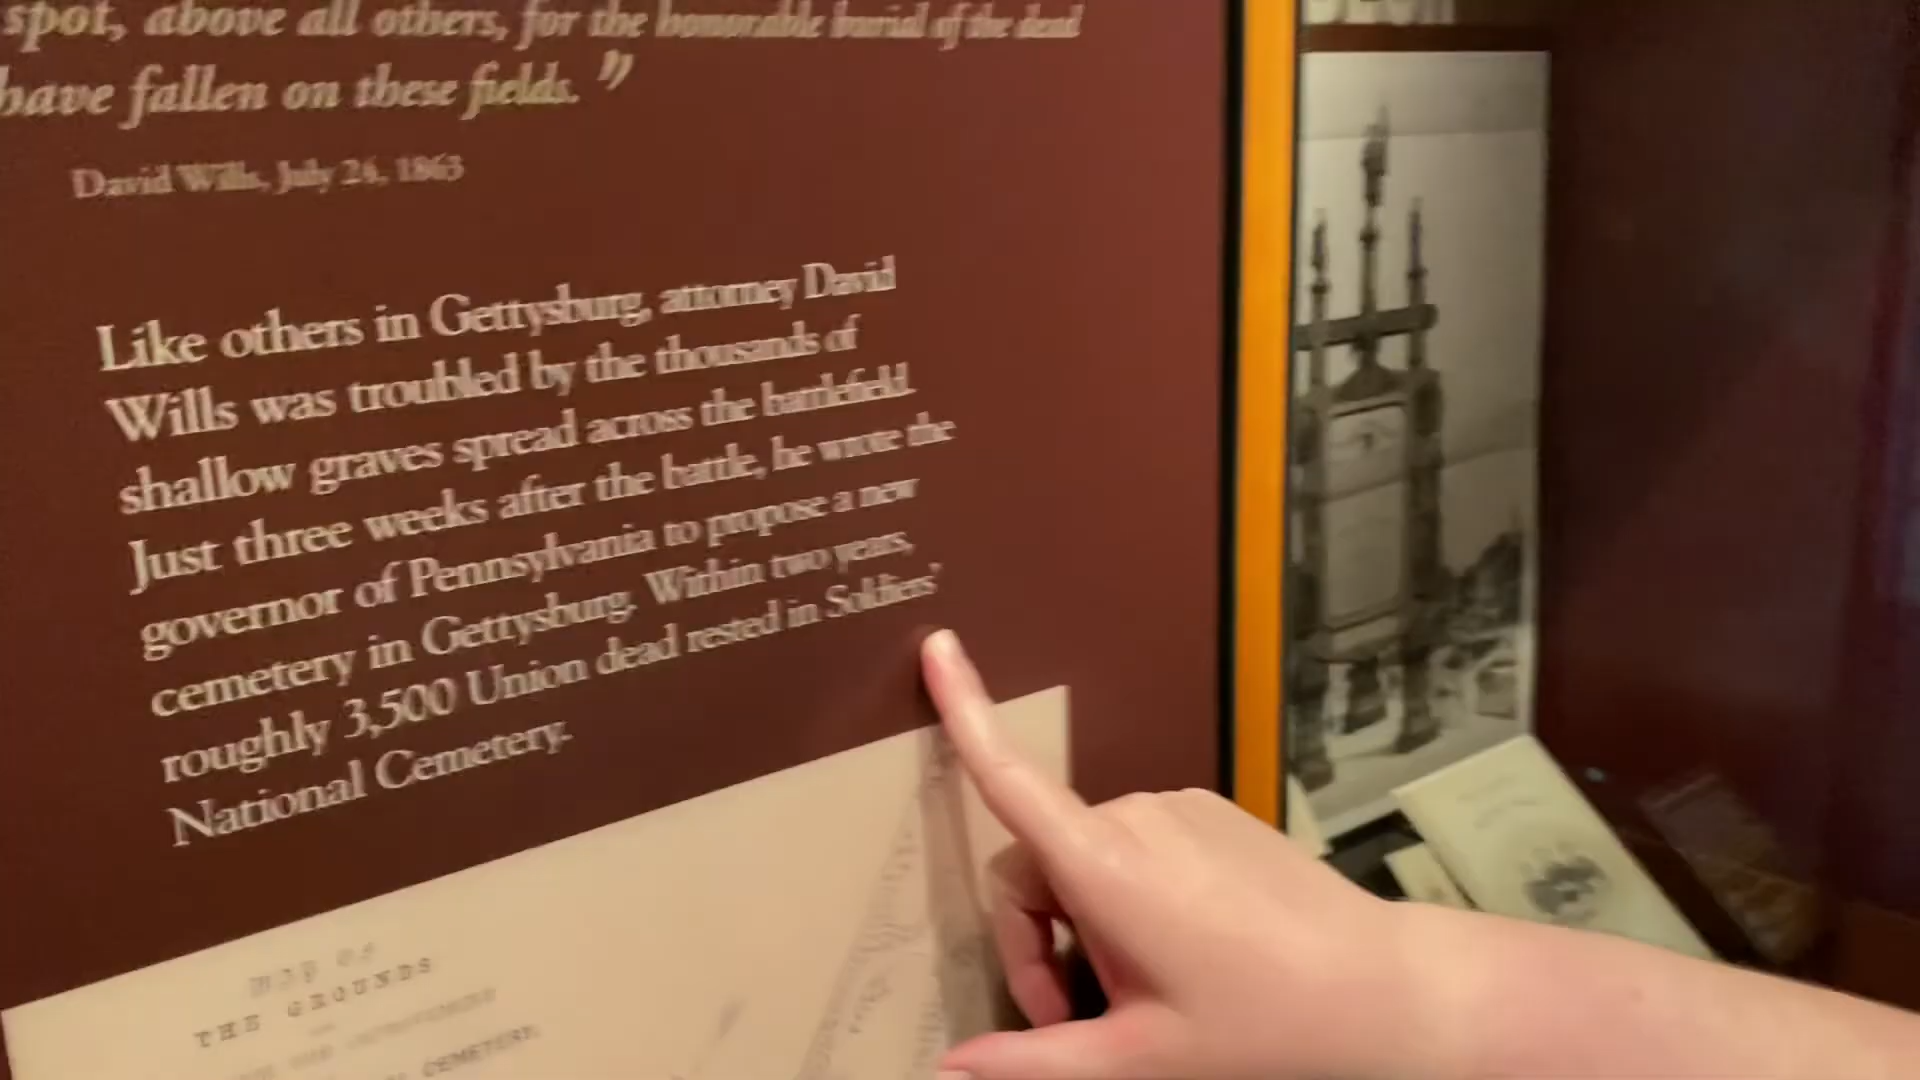 spot, above all others, for the honorable burial of the dead
have fallen on these fields."
David Wills, July 24, 1863
Like others in Gettysburg, attorney David
Wills was troubled by the thousands of
shallow graves spread across the battlefield.
Just three weeks after the battle, he wrote the
governor of Pennsylvania to propose a new
cemetery in Gettysburg. Within two years,
roughly 3,500 Union dead rested in Soldiers'
National Cemetery.
MAP OF
THE GROUNDS
CEMETERY